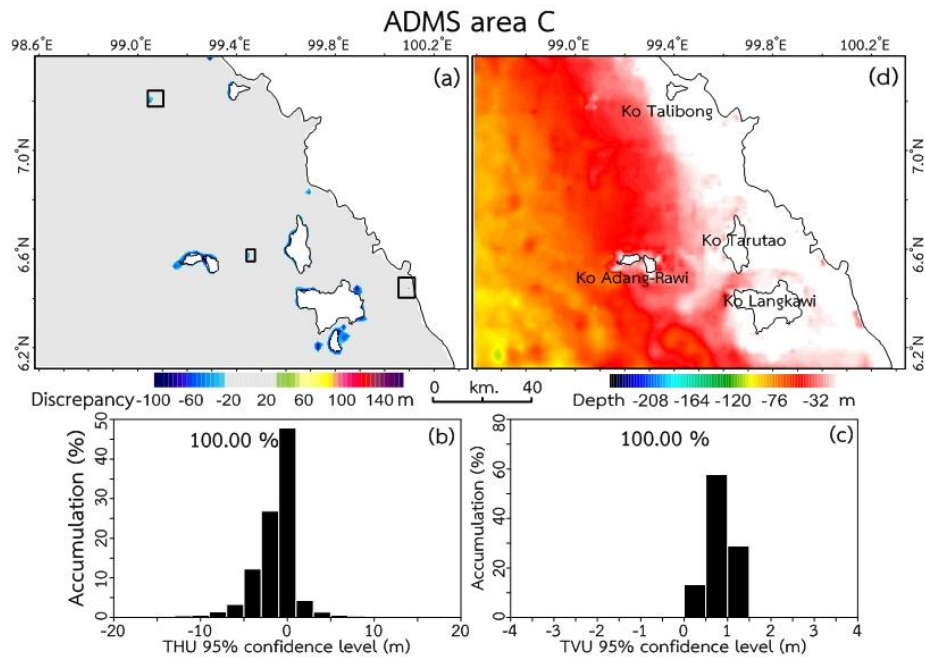 ADMS area C
98.6°E 99.0°E 99.4°E 99.8°E 100.2°E
99.0°E 99.4°E 99.8°E 100.2°E
(a)
(d)
7.0°N
6.6°N
6.2°N
Ko Talibong
Ko Tarutao
Ko Adang-Rawi
Ko Langkawi
7.0°N
6.6°N
6.2°N
Discrepancy -100 -60 -20 20 60 100 140 m
0 km. 40
Depth -208 -164 -120 -76 -32 m
(b)
100.00 %
Accumulation (%)
50
40
30
20
10
0
-20 -10 0 10 20
THU 95% confidence level (m)
(c)
100.00 %
Accumulation (%)
80
60
40
20
0
-4 -3 -2 -1 0 1 2 3 4
TVU 95% confidence level (m)